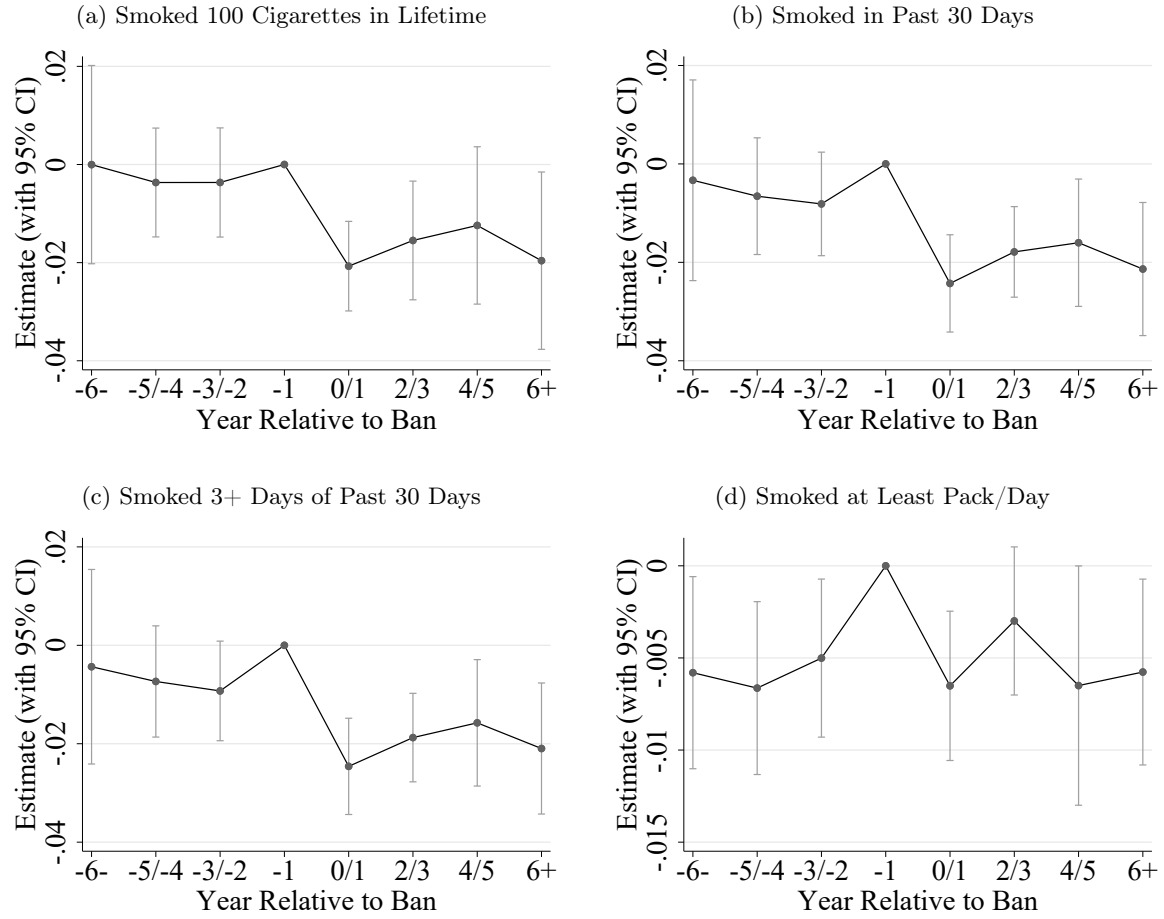 (a) Smoked 100 Cigarettes in Lifetime
Estimate (with 95% CI)
.02
0
-.02
-.04
-6- -5/-4 -3/-2 -1 0/1 2/3 4/5 6+
Year Relative to Ban
(b) Smoked in Past 30 Days
Estimate (with 95% CI)
.02
0
-.02
-.04
-6- -5/-4 -3/-2 -1 0/1 2/3 4/5 6+
Year Relative to Ban
(c) Smoked 3+ Days of Past 30 Days
Estimate (with 95% CI)
.02
0
-.02
-.04
-6- -5/-4 -3/-2 -1 0/1 2/3 4/5 6+
Year Relative to Ban
(d) Smoked at Least Pack/Day
Estimate (with 95% CI)
0
-.005
-.01
-.015
-6- -5/-4 -3/-2 -1 0/1 2/3 4/5 6+
Year Relative to Ban